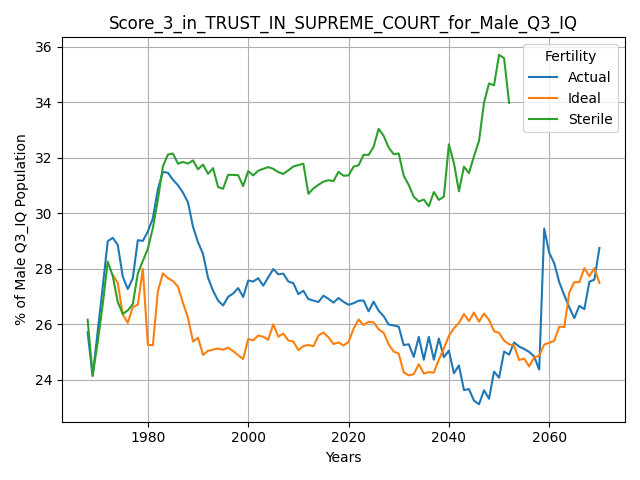 Score_3_in_TRUST_IN_SUPREME_COURT_for_Male_Q3_IQ
Fertility
Actual
Ideal
Sterile
% of Male Q3_IQ Population
36
34
32
30
28
26
24
1980
2000
2020
2040
2060
Years